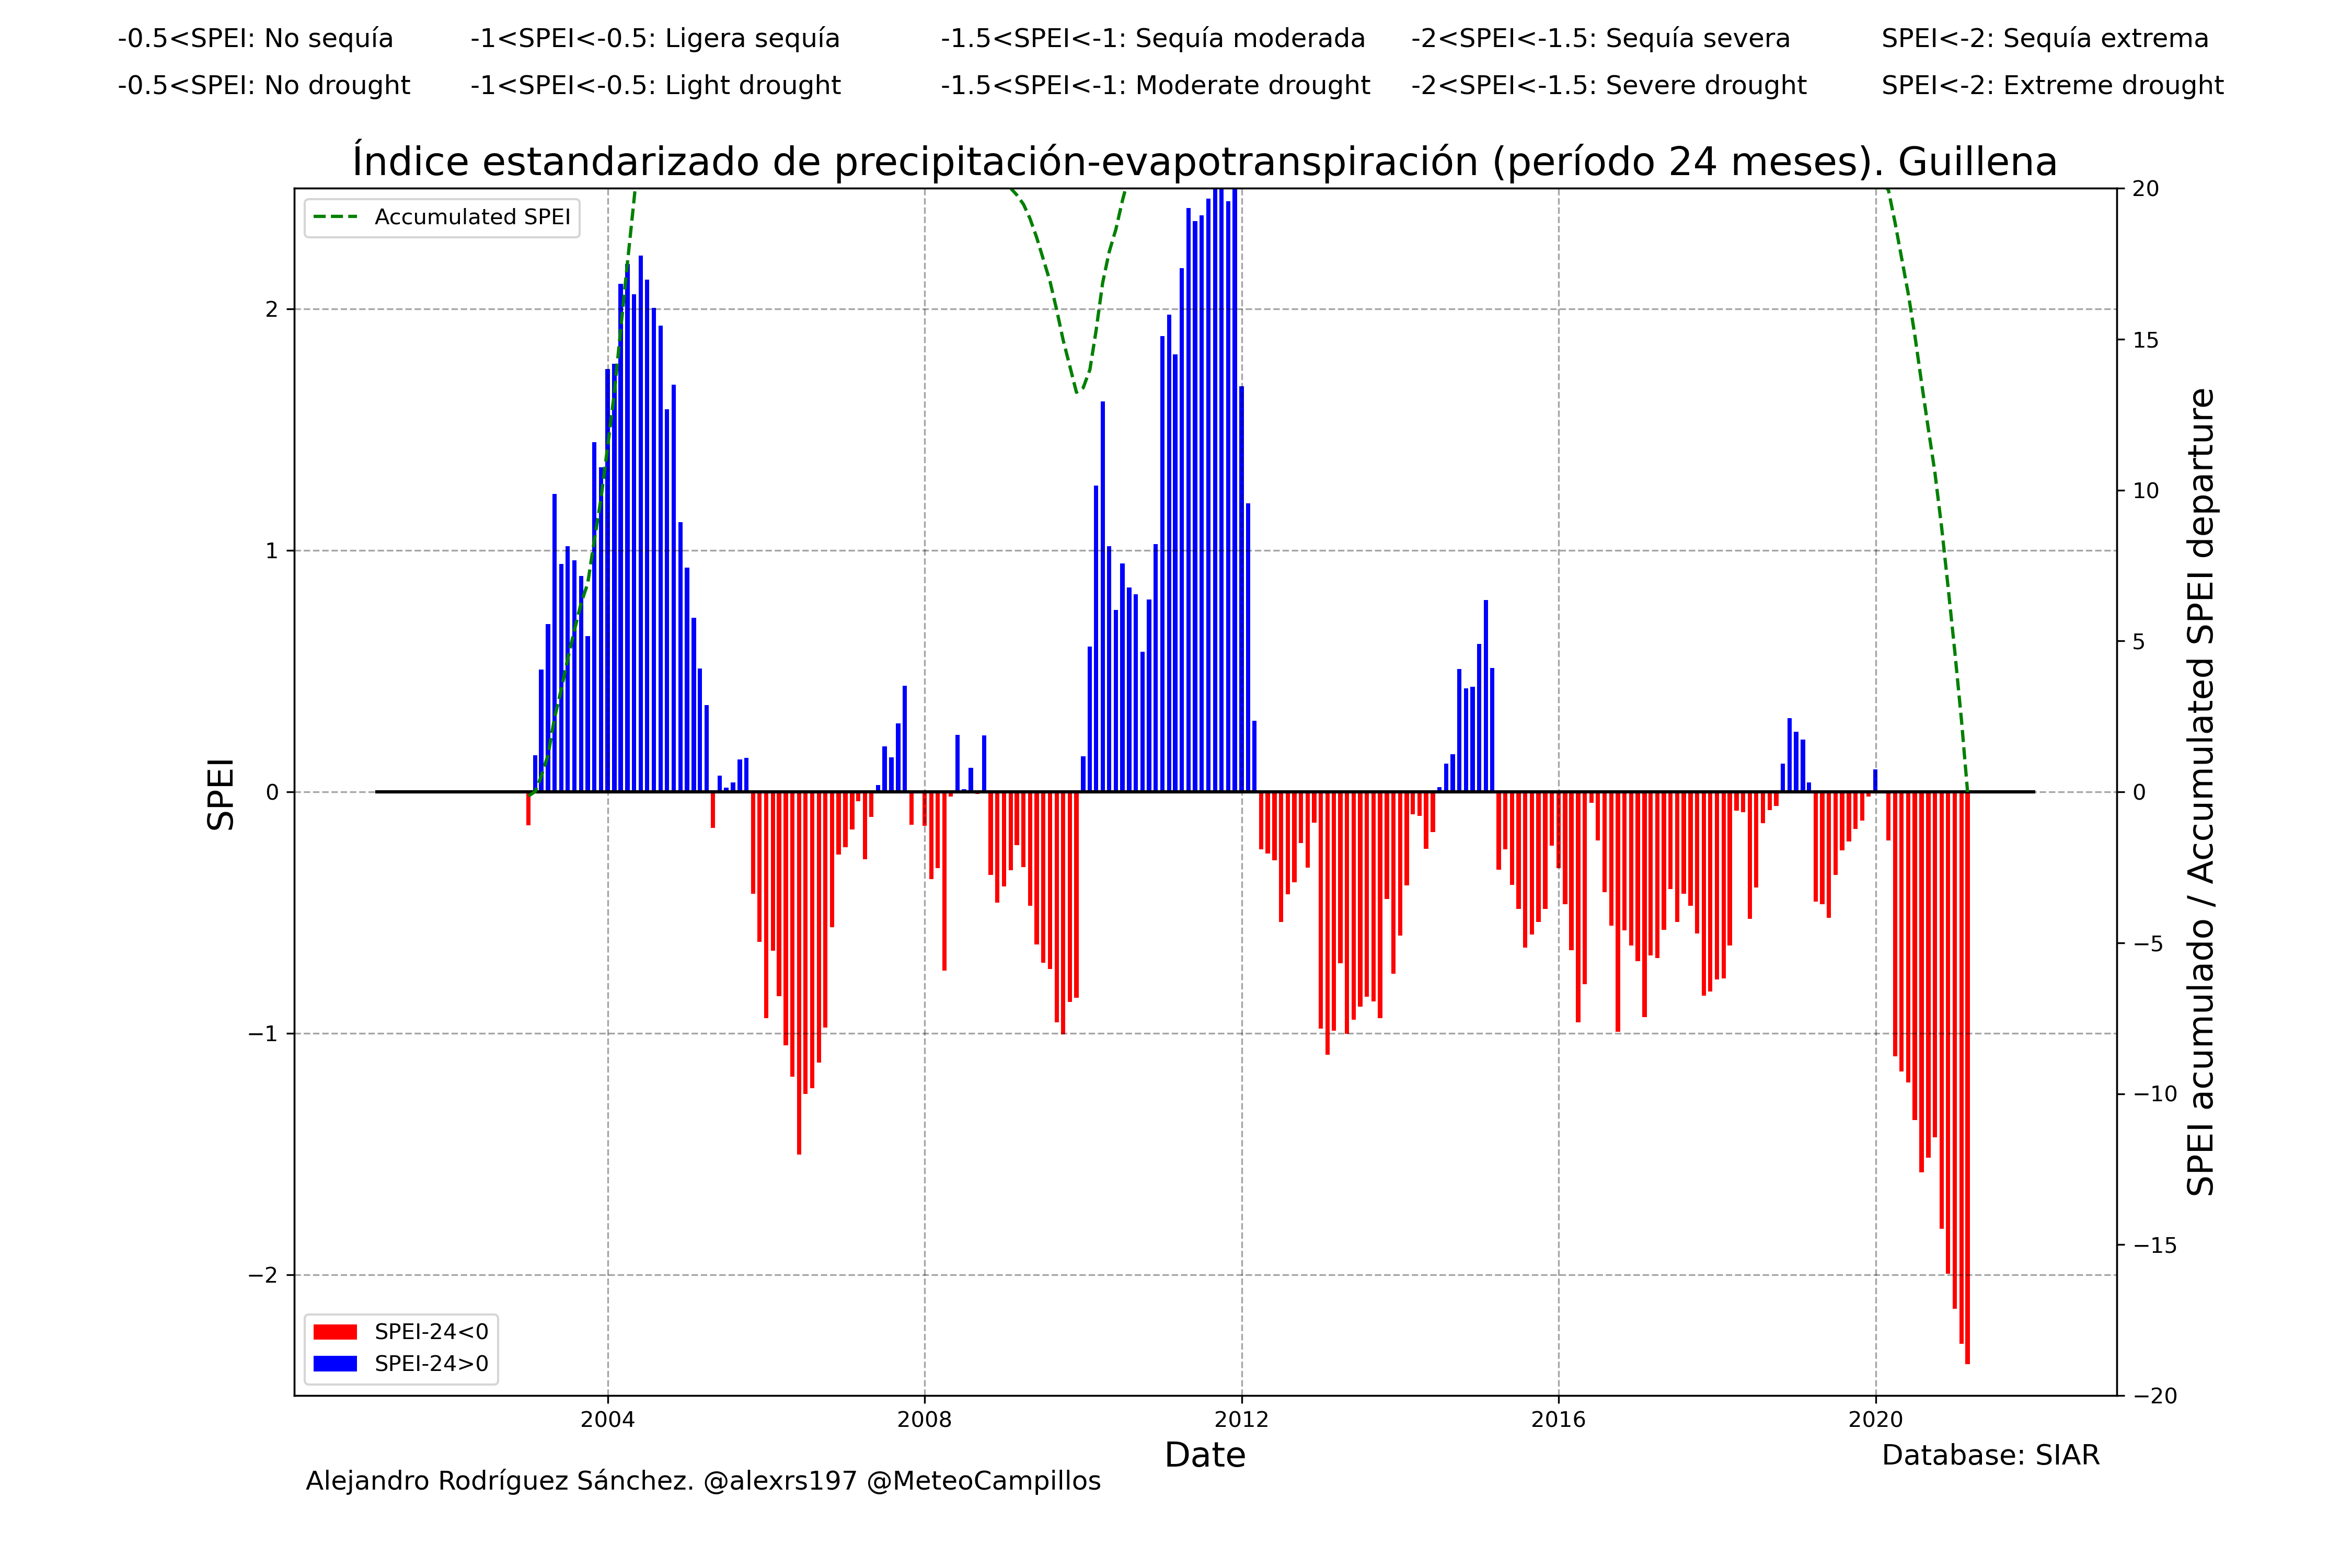 -0.5<SPEI: No sequía -1<SPEI<-0.5: Ligera sequía -1.5<SPEI<-1: Sequía moderada -2<SPEI<-1.5: Sequía severa SPEI<-2: Sequía extrema
-0.5<SPEI: No drought -1<SPEI<-0.5: Light drought -1.5<SPEI<-1: Moderate drought -2<SPEI<-1.5: Severe drought SPEI<-2: Extreme drought
Índice estandarizado de precipitación-evapotranspiración (período 24 meses). Guillena
Accumulated SPEI
SPEI
2
1
0
−1
−2
20
15
10
5
0
−5
−10
−15
−20
SPEI acumulado / Accumulated SPEI departure
SPEI-24<0
SPEI-24>0
2004 2008 2012 2016 2020
Date
Database: SIAR
Alejandro Rodríguez Sánchez. @alexrs197 @MeteoCampillos